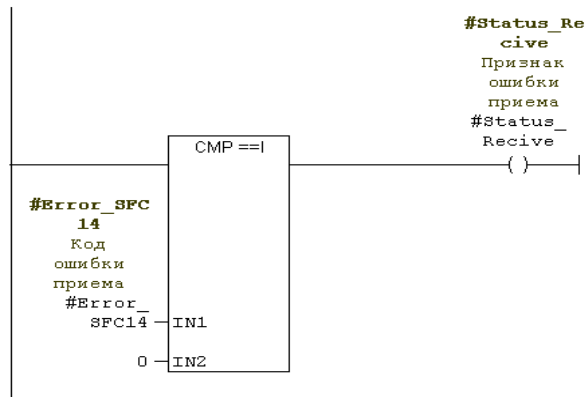 #Status_Re
cive
Признак
ошибки
приема
#Status_
Recive
CMP ==I
( )
#Error_SFC
14
Код
ошибки
приема
#Error_
SFC14
IN1
0
IN2